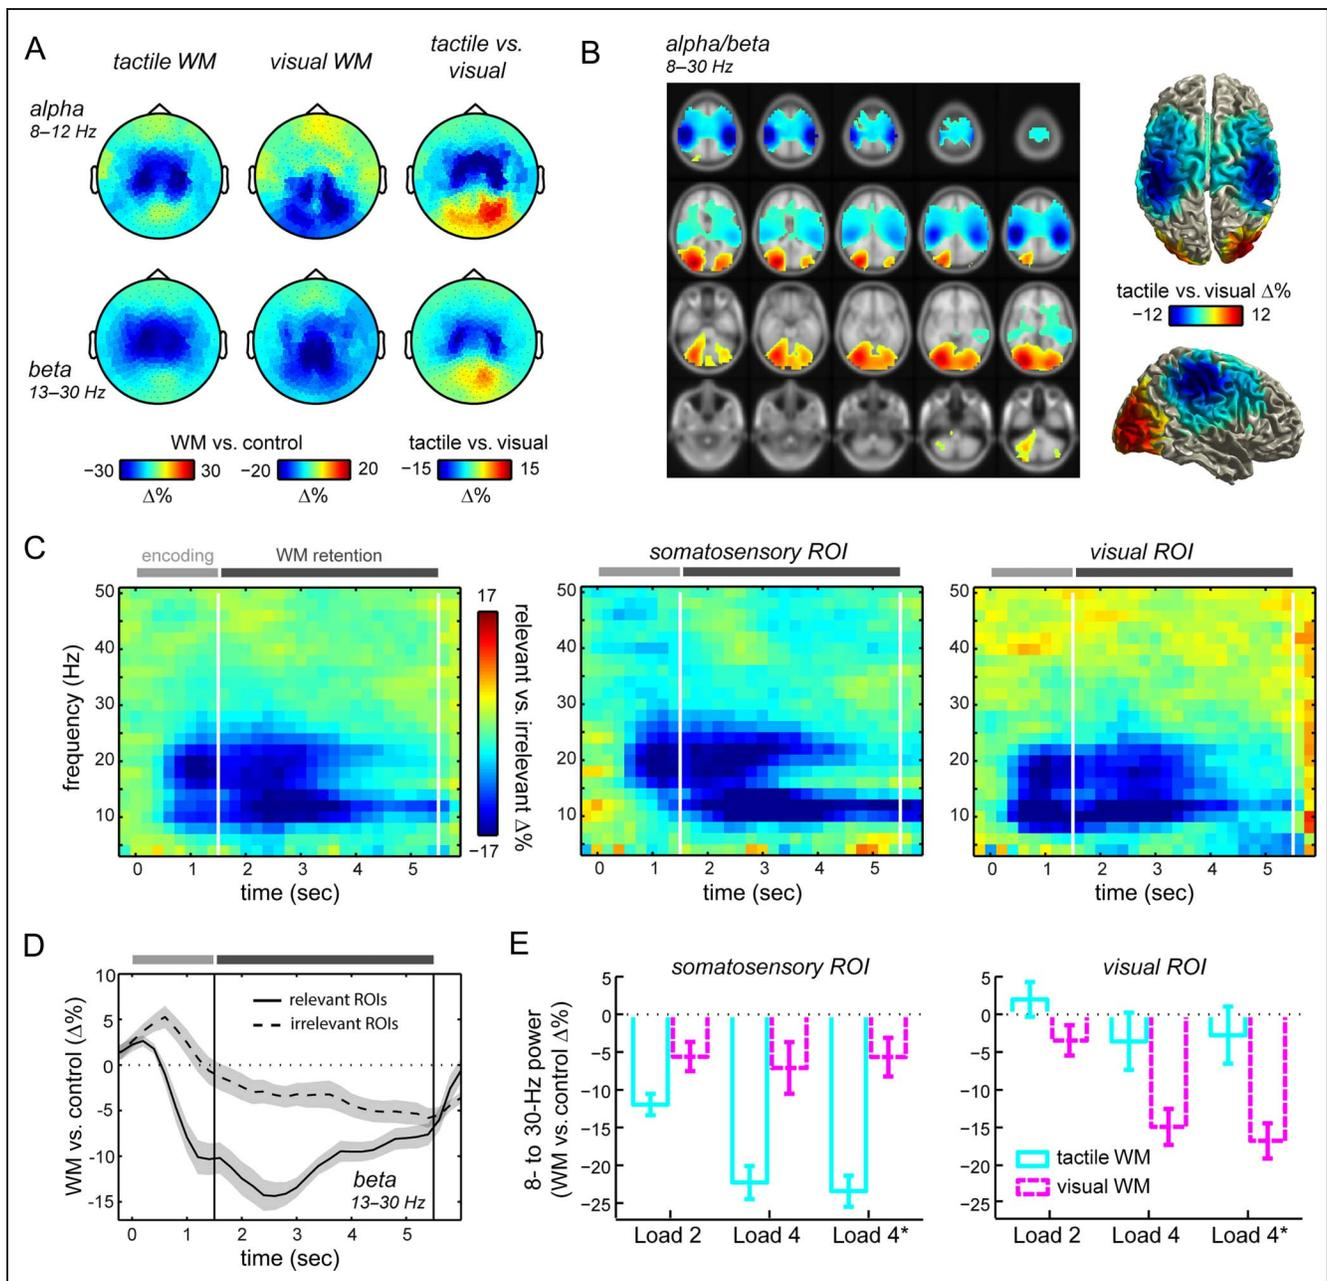 A
tactile WM
visual WM
tactile vs.
visual
alpha
8–12 Hz
beta
13–30 Hz
WM vs. control
tactile vs. visual
−30
30
−20
20
−15
15
Δ%
Δ%
Δ%
B
alpha/beta
8–30 Hz
tactile vs. visual Δ%
−12
12
C
encoding
WM retention
somatosensory ROI
visual ROI
50
40
30
20
10
frequency (Hz)
0 1 2 3 4 5
time (sec)
17
−17
relevant vs. irrelevant Δ%
50
40
30
20
10
0 1 2 3 4 5
time (sec)
50
40
30
20
10
0 1 2 3 4 5
time (sec)
D
10
5
0
-5
-10
-15
WM vs. control (Δ%)
relevant ROIs
irrelevant ROIs
beta
13–30 Hz
0 1 2 3 4 5
time (sec)
E
somatosensory ROI
8- to 30-Hz power
(WM vs. control Δ%)
5
0
−5
−10
−15
−20
−25
Load 2 Load 4 Load 4*
visual ROI
5
0
−5
−10
−15
−20
−25
tactile WM
visual WM
Load 2 Load 4 Load 4*